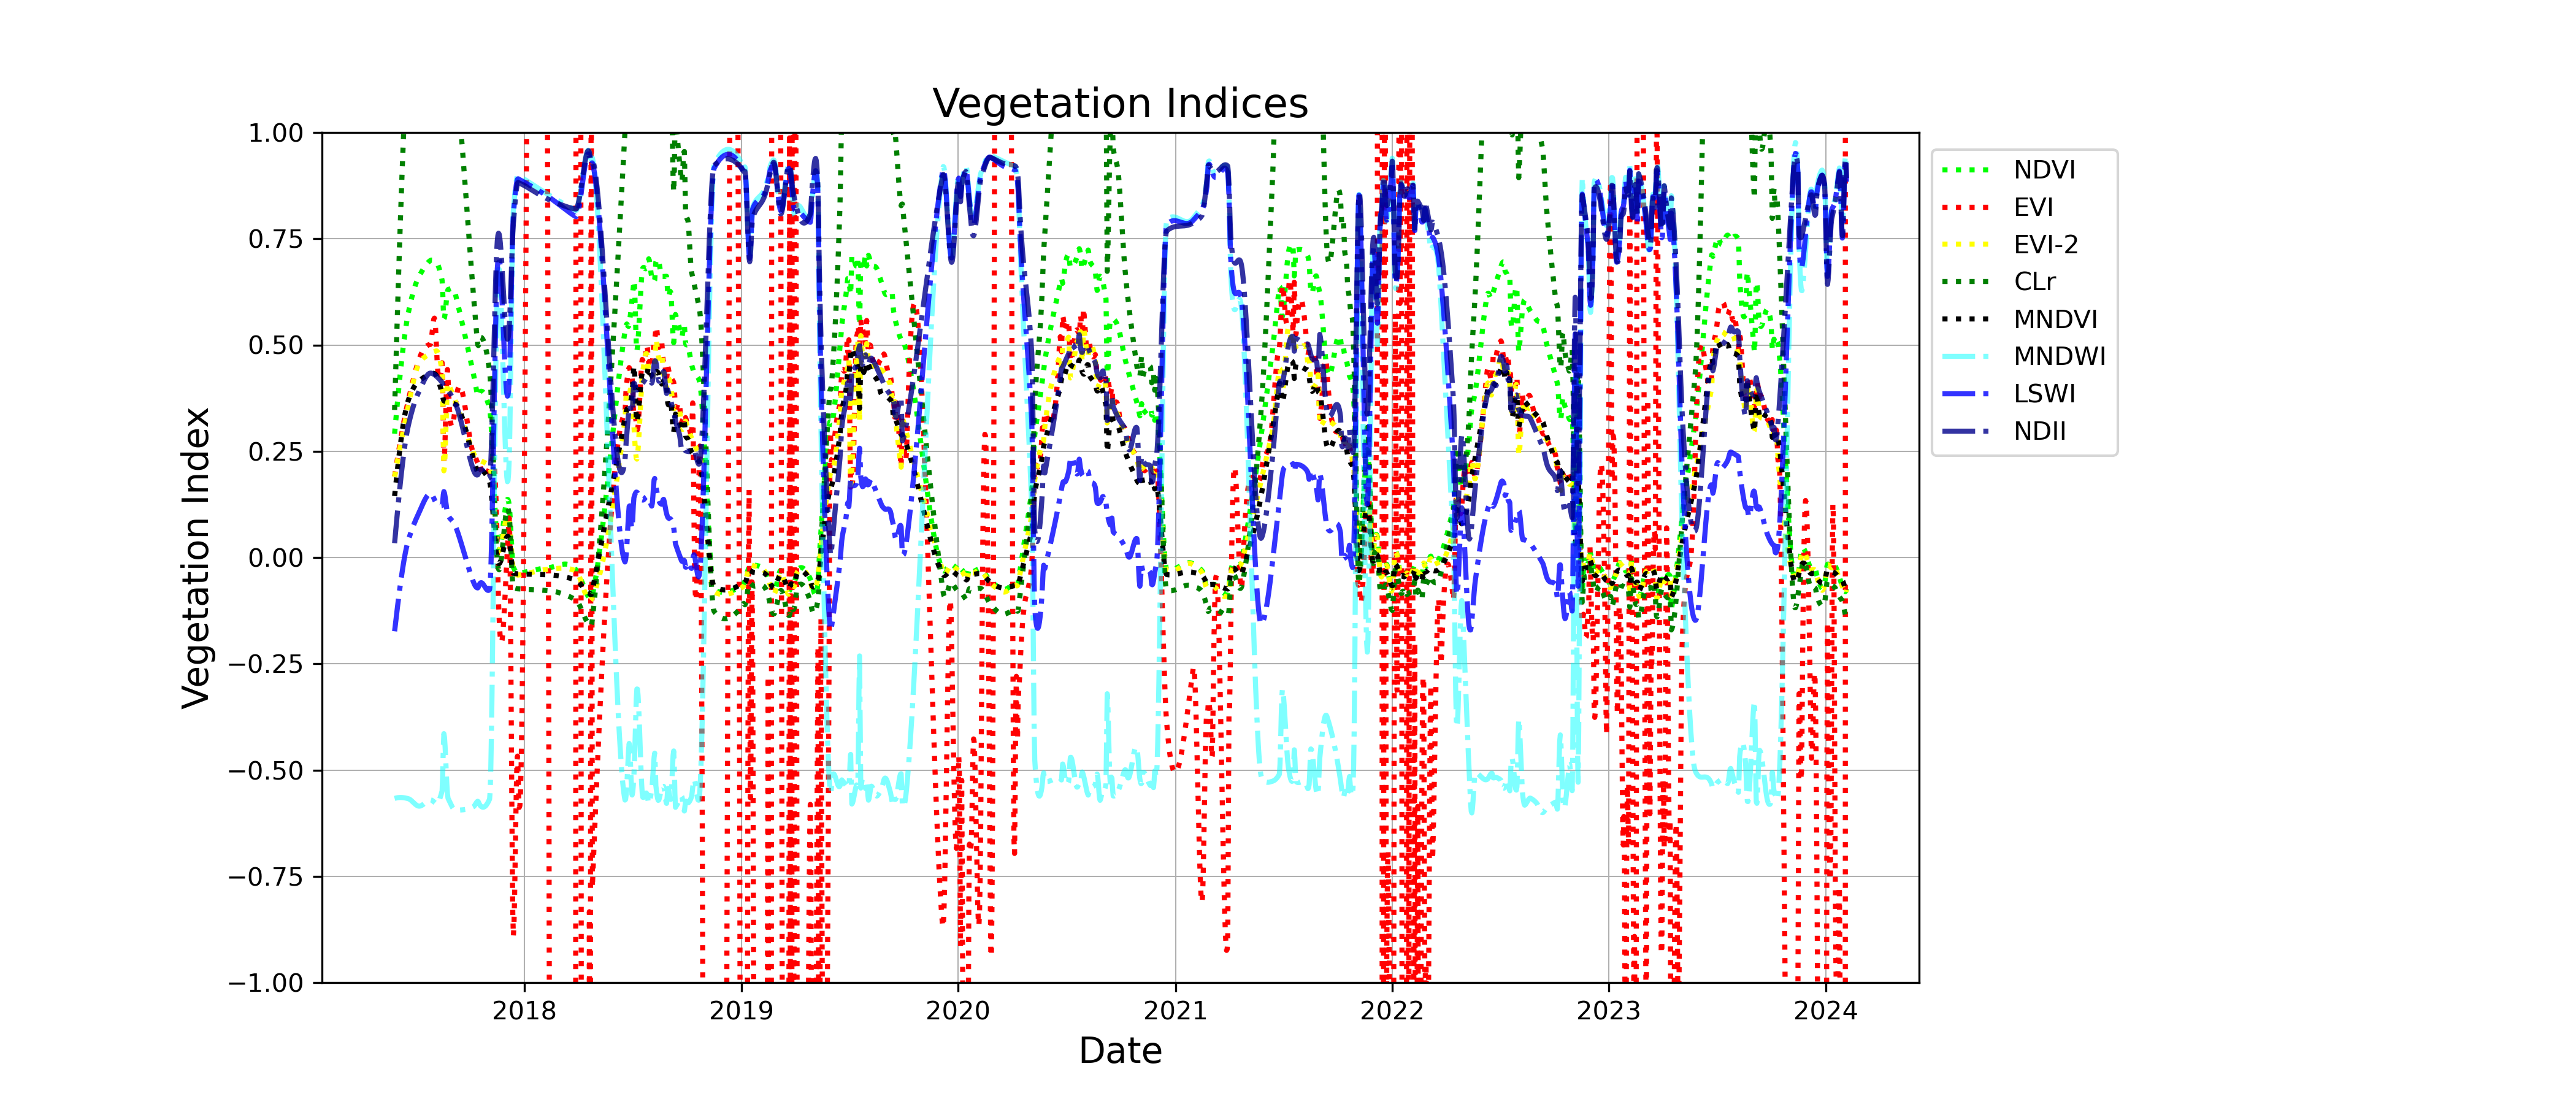 Vegetation Indices
1.00
0.75
0.50
0.25
0.00
−0.25
−0.50
−0.75
−1.00
Vegetation Index
2018 2019 2020 2021 2022 2023 2024
Date
NDVI
EVI
EVI-2
CLr
MNDVI
MNDWI
LSWI
NDII